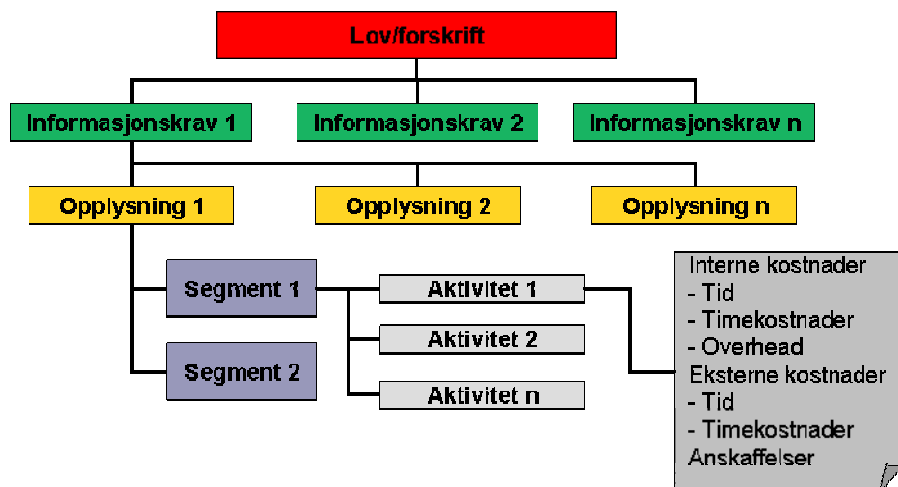 Lov/forskrift
Informasjonskrav 1
Informasjonskrav 2
Informasjonskrav n
Opplysning 1
Opplysning 2
Opplysning n
Segment 1
Segment 2
Aktivitet 1
Aktivitet 2
Aktivitet n
Interne kostnader
- Tid
- Timekostnader
- Overhead
Eksterne kostnader
- Tid
- Timekostnader
Anskaffelser